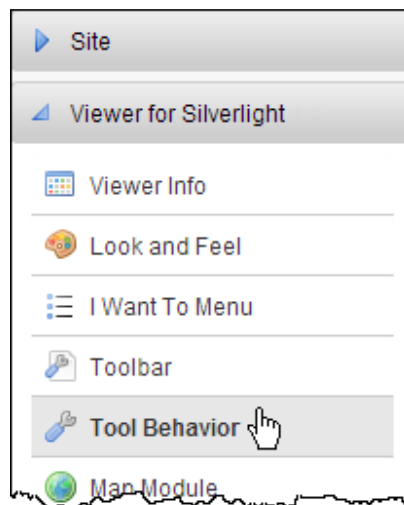 Site
Viewer for Silverlight
Viewer Info
Look and Feel
I Want To Menu
Toolbar
Tool Behavior
Map Module